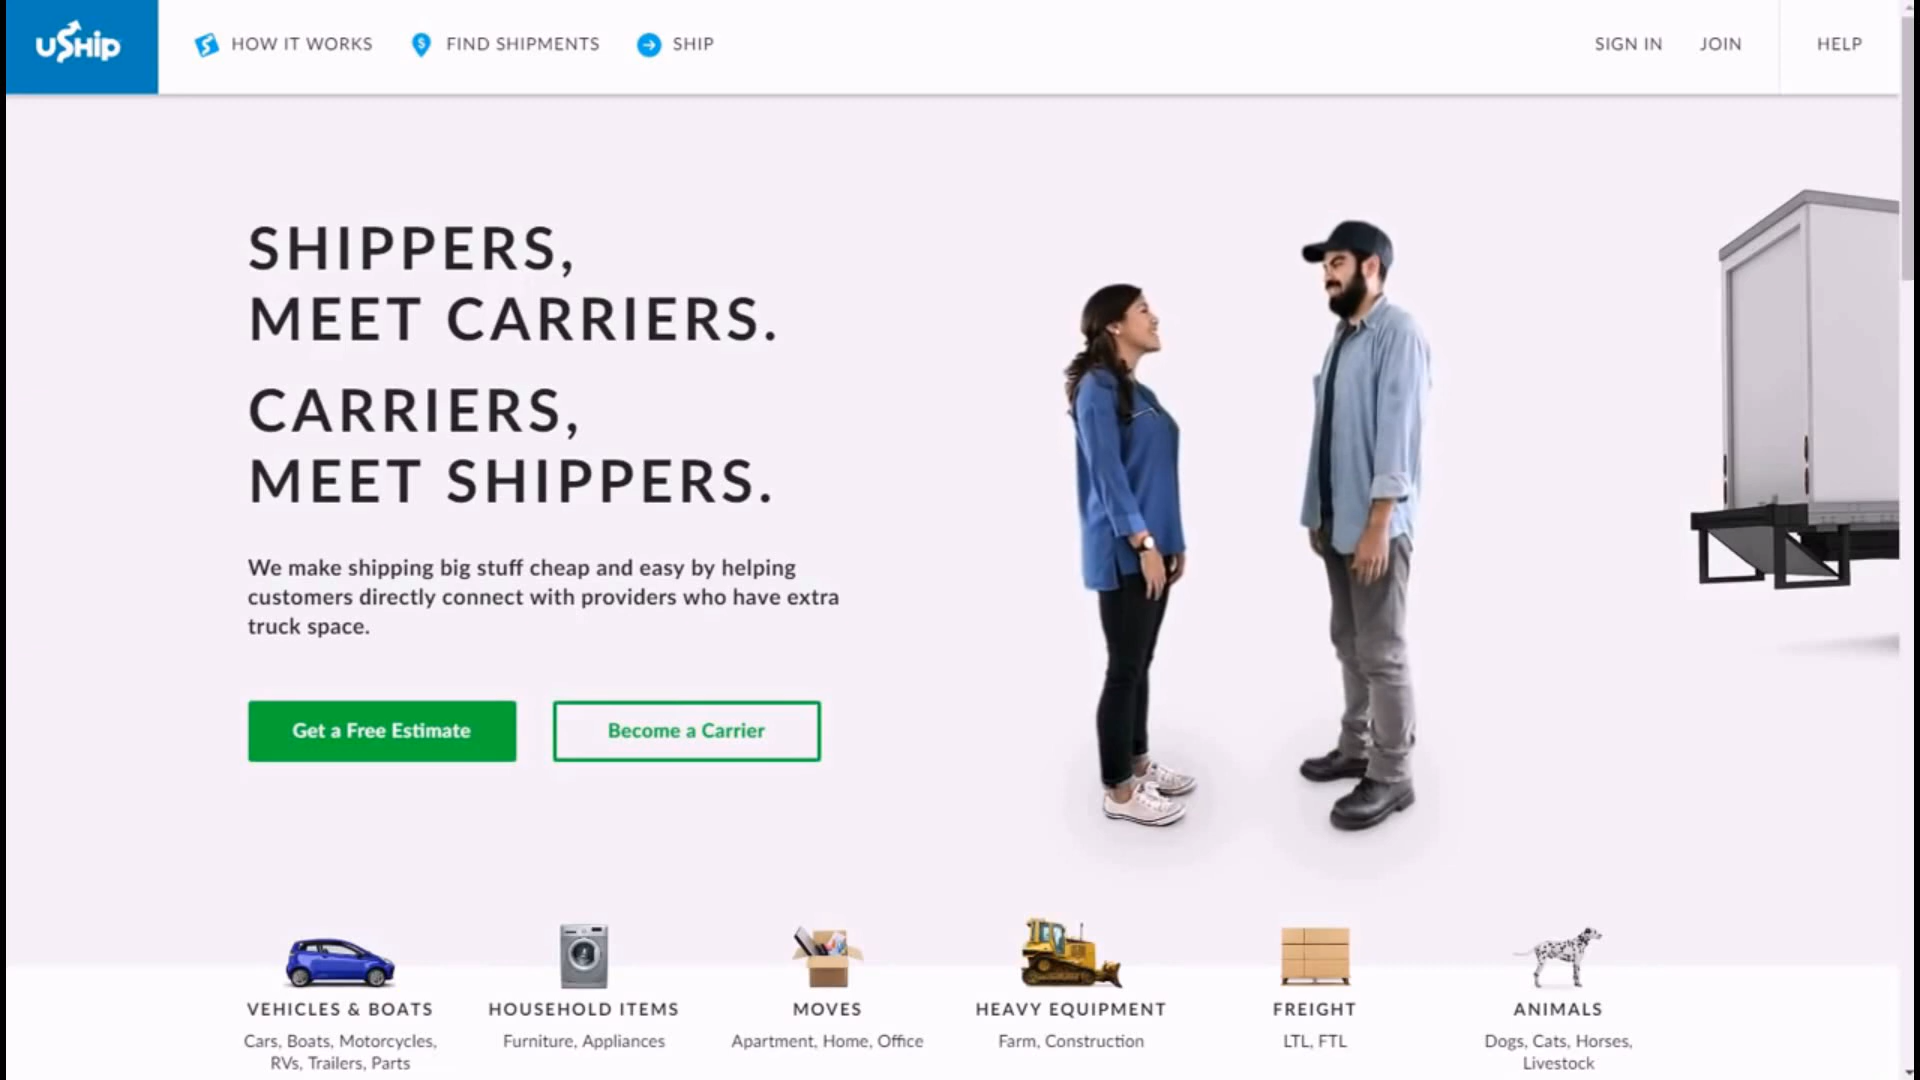 uShip
HOW IT WORKS
FIND SHIPMENTS
SHIP
SIGN IN
JOIN
HELP
SHIPPERS,
MEET CARRIERS.
CARRIERS,
MEET SHIPPERS.
We make shipping big stuff cheap and easy by helping
customers directly connect with providers who have extra
truck space.
Get a Free Estimate
Become a Carrier
VEHICLES & BOATS
Cars, Boats, Motorcycles,
RVs, Trailers, Parts
HOUSEHOLD ITEMS
Furniture, Appliances
MOVES
Apartment, Home, Office
HEAVY EQUIPMENT
Farm, Construction
FREIGHT
LTL, FTL
ANIMALS
Dogs, Cats, Horses,
Livestock